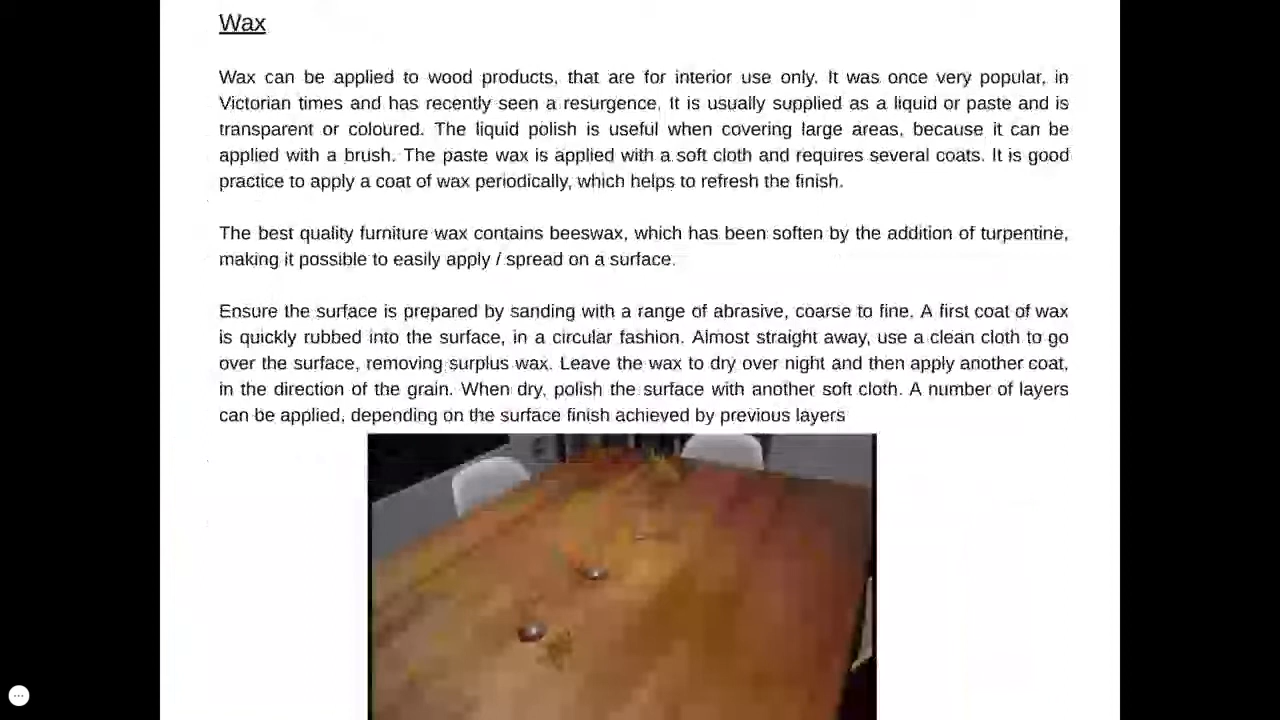 Wax
Wax can be applied to wood products, that are for interior use only. It was once very popular, in
Victorian times and has recently seen a resurgence. It is usually supplied as a liquid or paste and is
transparent or coloured. The liquid polish is useful when covering large areas, because it can be
applied with a brush. The paste wax is applied with a soft cloth and requires several coats. It is good
practice to apply a coat of wax periodically, which helps to refresh the finish.
The best quality furniture wax contains beeswax, which has been soften by the addition of turpentine,
making it possible to easily apply / spread on a surface.
Ensure the surface is prepared by sanding with a range of abrasive, coarse to fine. A first coat of wax
is quickly rubbed into the surface, in a circular fashion. Almost straight away, use a clean cloth to go
over the surface, removing surplus wax. Leave the wax to dry over night and then apply another coat,
in the direction of the grain. When dry, polish the surface with another soft cloth. A number of layers
can be applied, depending on the surface finish achieved by previous layers